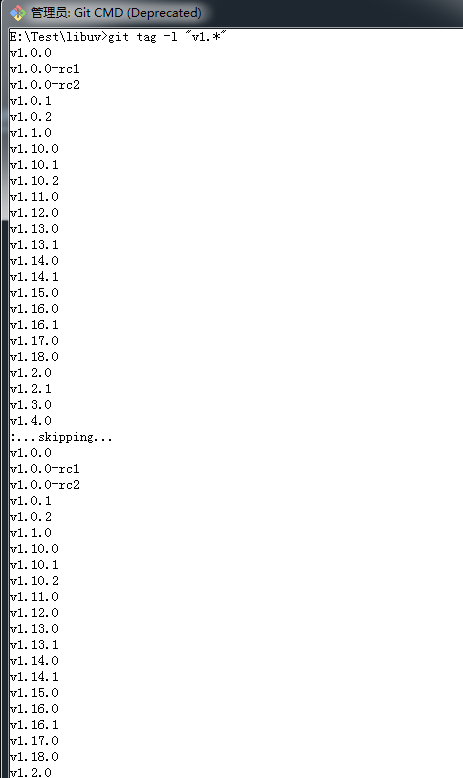 管理员: Git CMD (Deprecated)
E:\Test\libuv>git tag -l "v1.*"
v1.0.0
v1.0.0-rc1
v1.0.0-rc2
v1.0.1
v1.0.2
v1.1.0
v1.10.0
v1.10.1
v1.10.2
v1.11.0
v1.12.0
v1.13.0
v1.13.1
v1.14.0
v1.14.1
v1.15.0
v1.16.0
v1.16.1
v1.17.0
v1.18.0
v1.2.0
v1.2.1
v1.3.0
v1.4.0
:...skipping...
v1.0.0
v1.0.0-rc1
v1.0.0-rc2
v1.0.1
v1.0.2
v1.1.0
v1.10.0
v1.10.1
v1.10.2
v1.11.0
v1.12.0
v1.13.0
v1.13.1
v1.14.0
v1.14.1
v1.15.0
v1.16.0
v1.16.1
v1.17.0
v1.18.0
v1.2.0